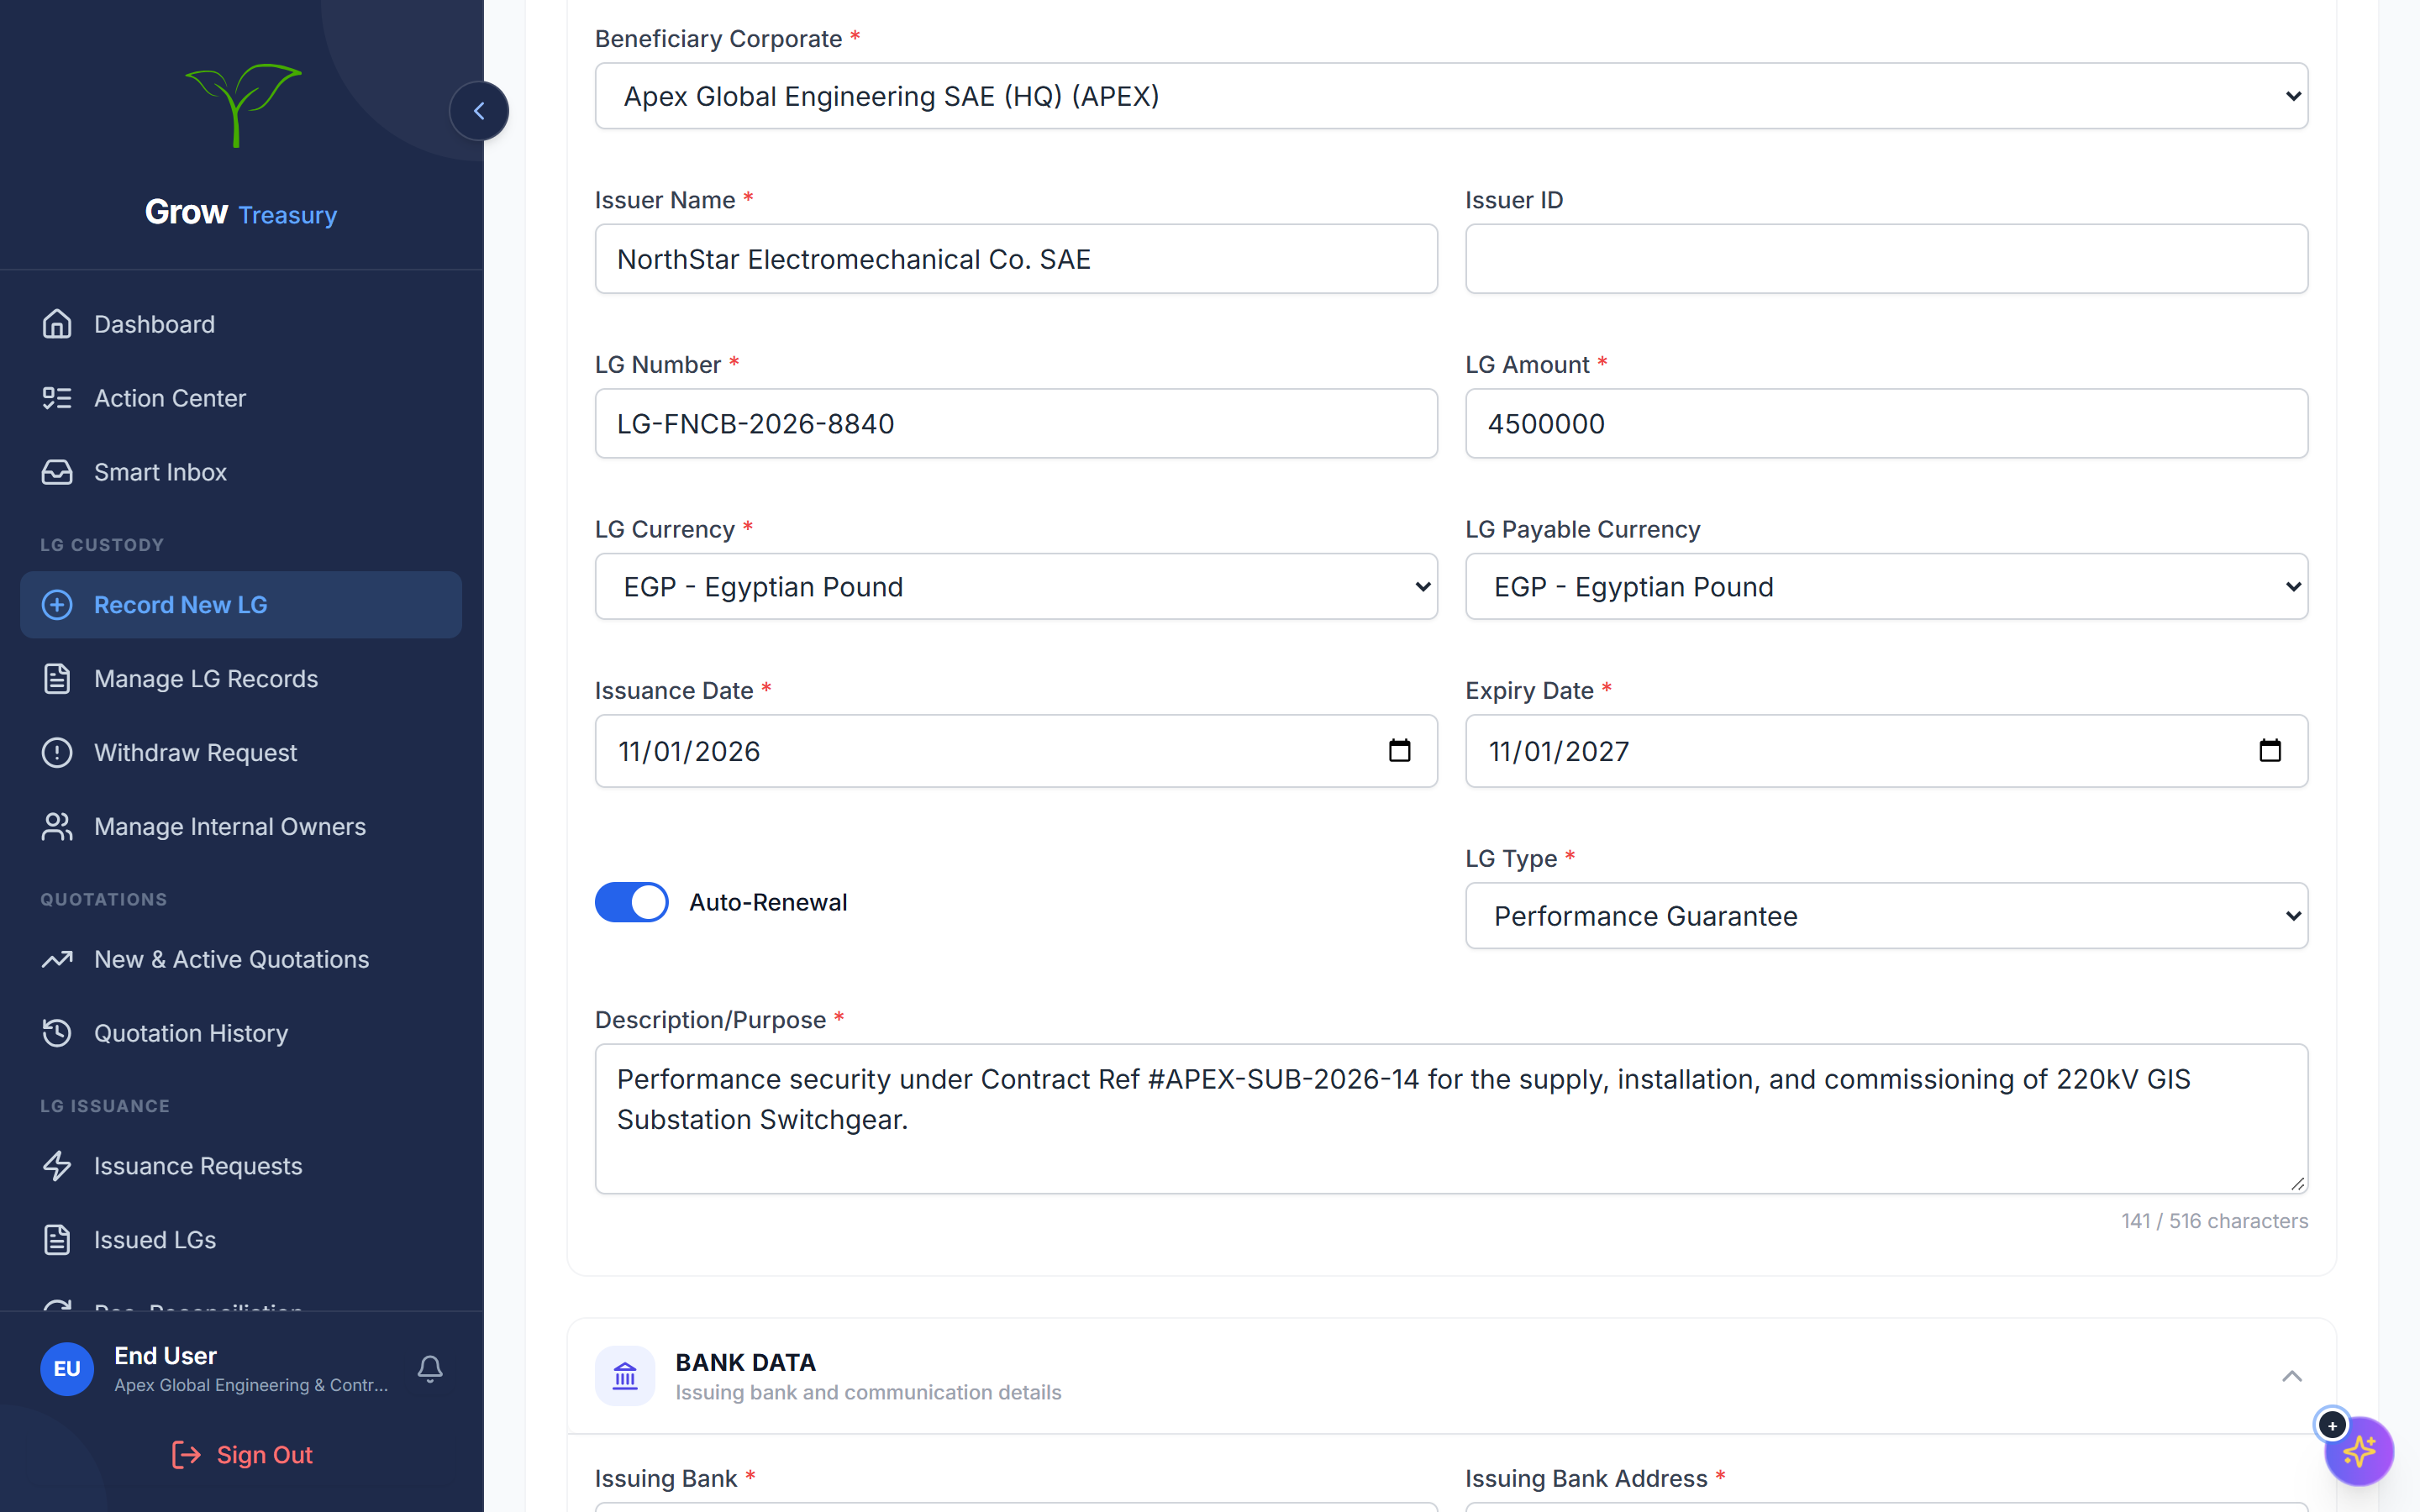 Grow Treasury
Dashboard
Action Center
Smart Inbox
LG CUSTODY
Record New LG
Manage LG Records
Withdraw Request
Manage Internal Owners
QUOTATIONS
New & Active Quotations
Quotation History
LG ISSUANCE
Issuance Requests
Issued LGs
EU
End User
Apex Global Engineering & Contr...
Sign Out
Beneficiary Corporate *
Apex Global Engineering SAE (HQ) (APEX)
Issuer Name *
Issuer ID
NorthStar Electromechanical Co. SAE
LG Number *
LG Amount *
LG-FNCB-2026-8840
4500000
LG Currency *
LG Payable Currency
EGP - Egyptian Pound
EGP - Egyptian Pound
Issuance Date *
Expiry Date *
11/01/2026
11/01/2027
Auto-Renewal
LG Type *
Performance Guarantee
Description/Purpose *
Performance security under Contract Ref #APEX-SUB-2026-14 for the supply, installation, and commissioning of 220kV GIS
Substation Switchgear.
141 / 516 characters
BANK DATA
Issuing bank and communication details
Issuing Bank *
Issuing Bank Address *